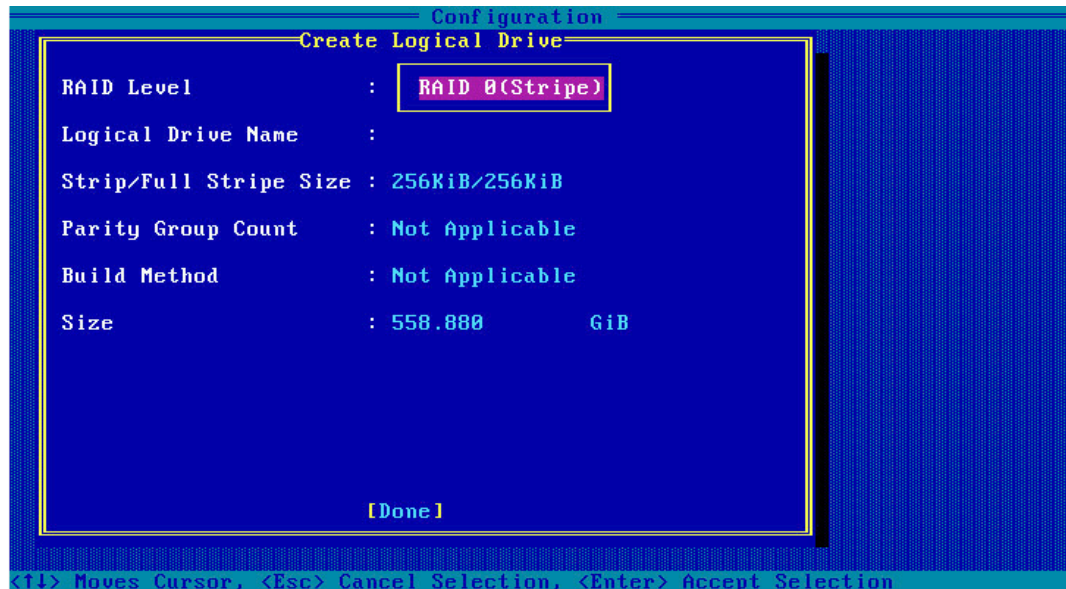 Configuration
Create Logical Drive
RAID Level : RAID 0(Stripe)
Logical Drive Name :
Strip/Full Stripe Size : 256KiB/256KiB
Parity Group Count : Not Applicable
Build Method : Not Applicable
Size : 558.880 GiB
[Done]
<↑↓> Moves Cursor, <Esc> Cancel Selection, <Enter> Accept Selection